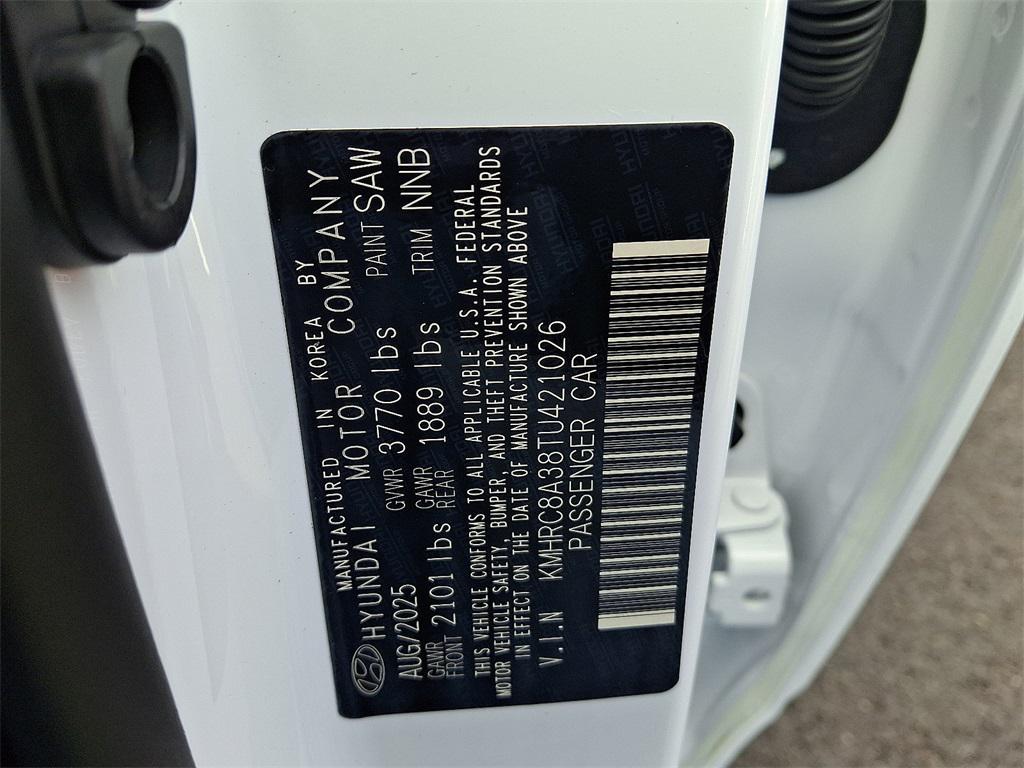 MANUFACTURED IN KOREA BY
HYUNDAI MOTOR COMPANY
AUG/2025 GVWR 3770 lbs PAINT SAW
GAWR FRONT 2101 lbs GAWR REAR 1889 lbs TRIM NNB
THIS VEHICLE CONFORMS TO ALL APPLICABLE U.S.A. FEDERAL
MOTOR VEHICLE SAFETY, BUMPER, AND THEFT PREVENTION STANDARDS
IN EFFECT ON THE DATE OF MANUFACTURE SHOWN ABOVE
V.I.N KMHRC8A38TU421026
PASSENGER CAR